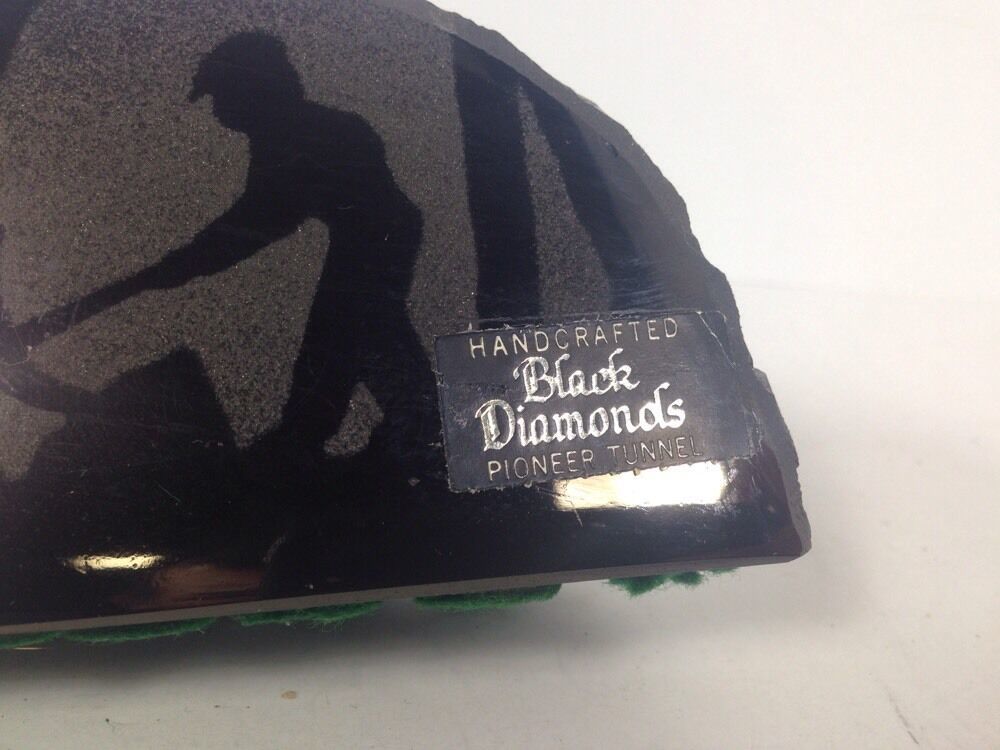 HANDCRAFTED
Black
Diamonds
PIONEER TUNNEL